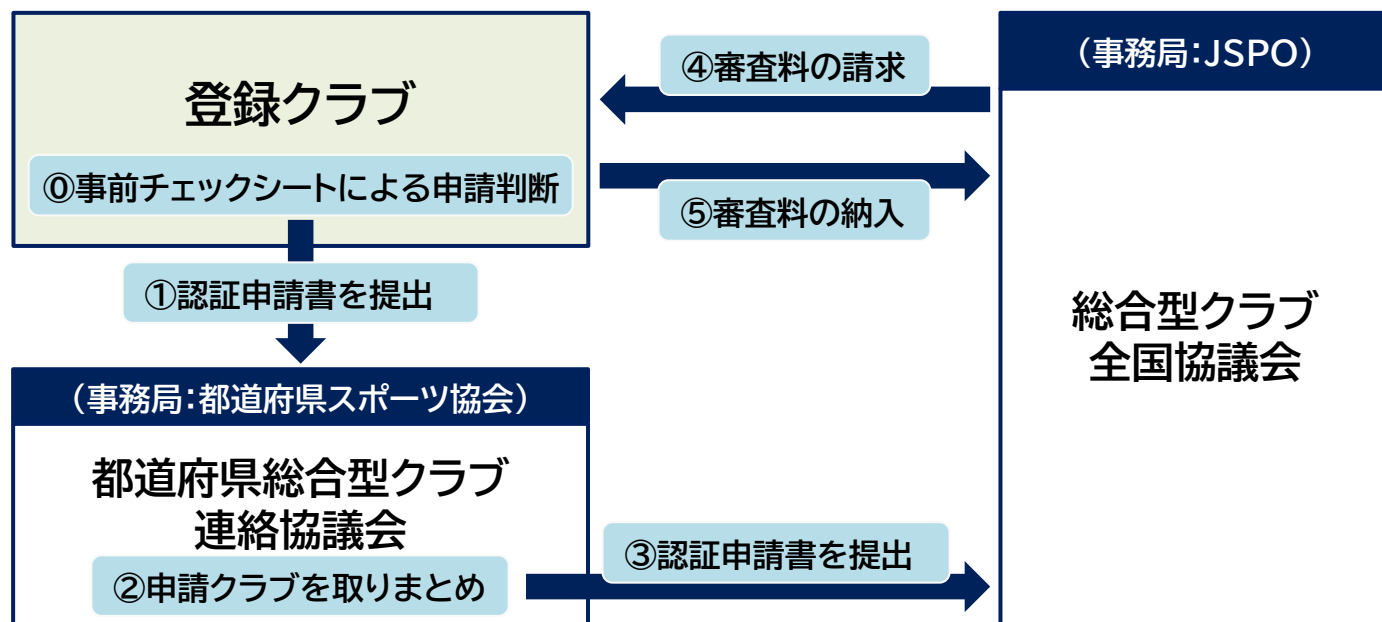 登録クラブ
⓪事前チェックシートによる申請判断
①認証申請書を提出
(事務局:都道府県スポーツ協会)
都道府県総合型クラブ
連絡協議会
②申請クラブを取りまとめ
③認証申請書を提出
④審査料の請求
⑤審査料の納入
(事務局:JSPO)
総合型クラブ
全国協議会